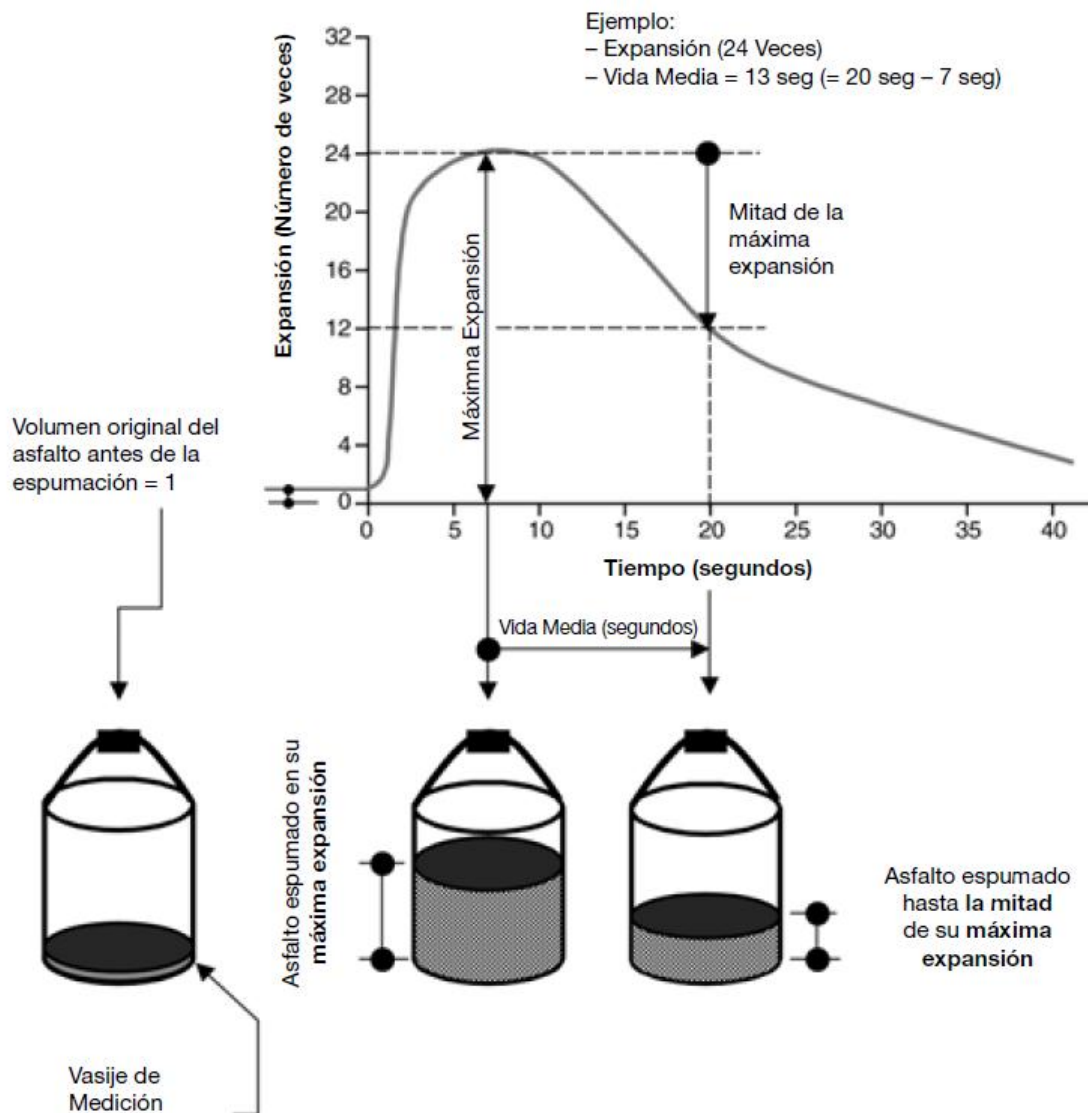 Ejemplo:
– Expansión (24 Veces)
– Vida Media = 13 seg (= 20 seg – 7 seg)
Expansión (Número de veces)
32
28
24
20
16
12
8
4
0
Máximna Expansión
Mitad de la
máxima
expansión
0 5 10 15 20 25 30 35 40
Tiempo (segundos)
Volumen original del
asfalto antes de la
espumación = 1
Vida Media (segundos)
Asfalto espumado en su
máxima expansión
Asfalto espumado
hasta la mitad
de su máxima
expansión
Vasije de
Medición